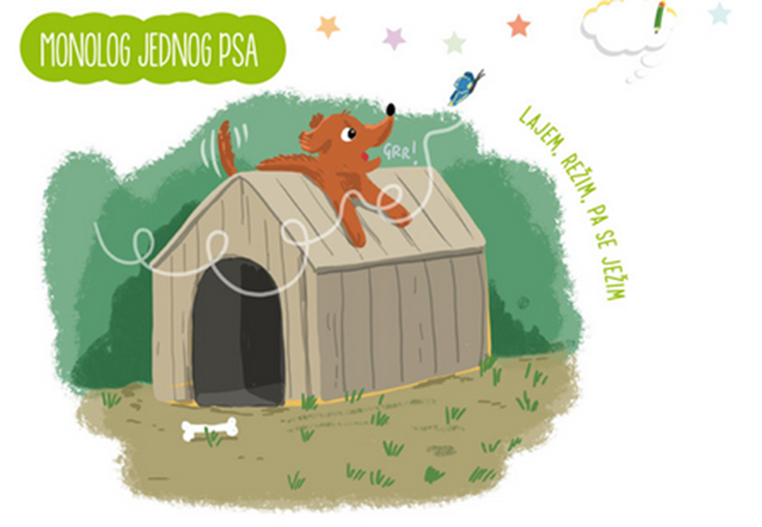 MONOLOG JEDNOG PSA
GRR!
LAJEM, REŽIM, PA SE JEŽIM